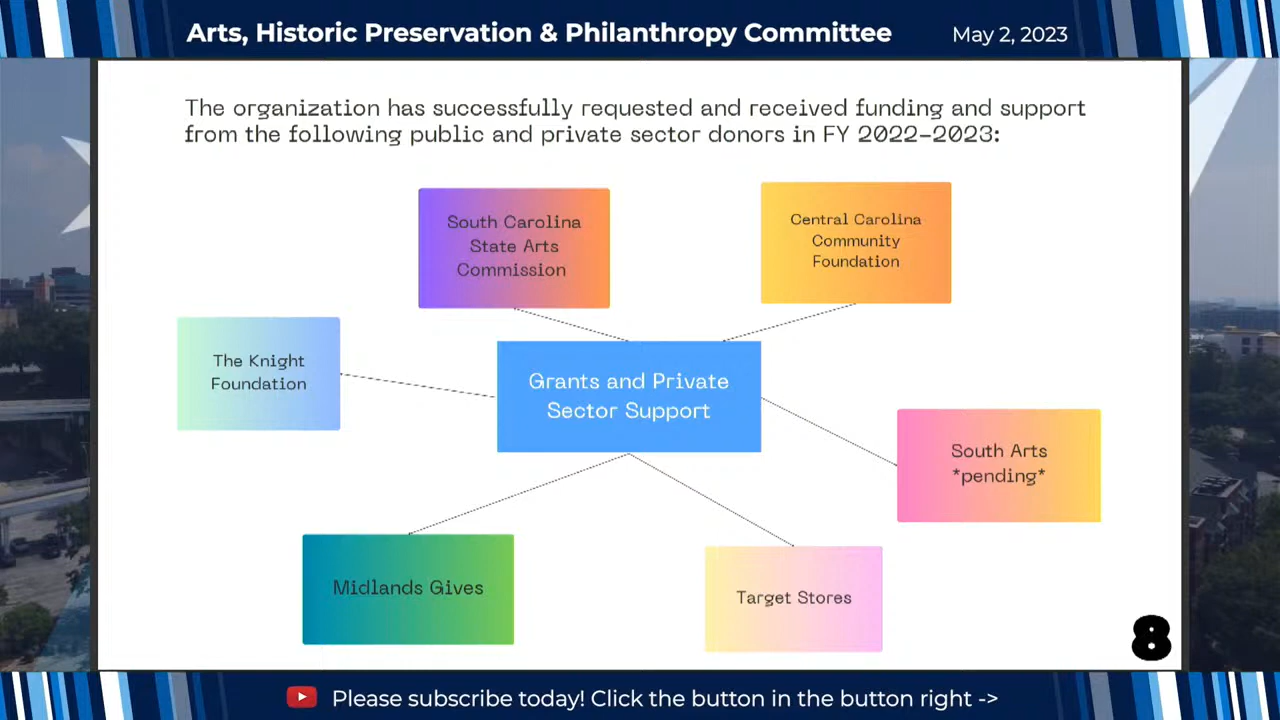 Arts, Historic Preservation & Philanthropy Committee
May 2, 2023
The organization has successfully requested and received funding and support
from the following public and private sector donors in FY 2022-2023:
South Carolina
State Arts
Commission
Central Carolina
Community
Foundation
The Knight
Foundation
Grants and Private
Sector Support
South Arts
*pending*
Midlands Gives
Target Stores
8
Please subscribe today! Click the button in the button right ->